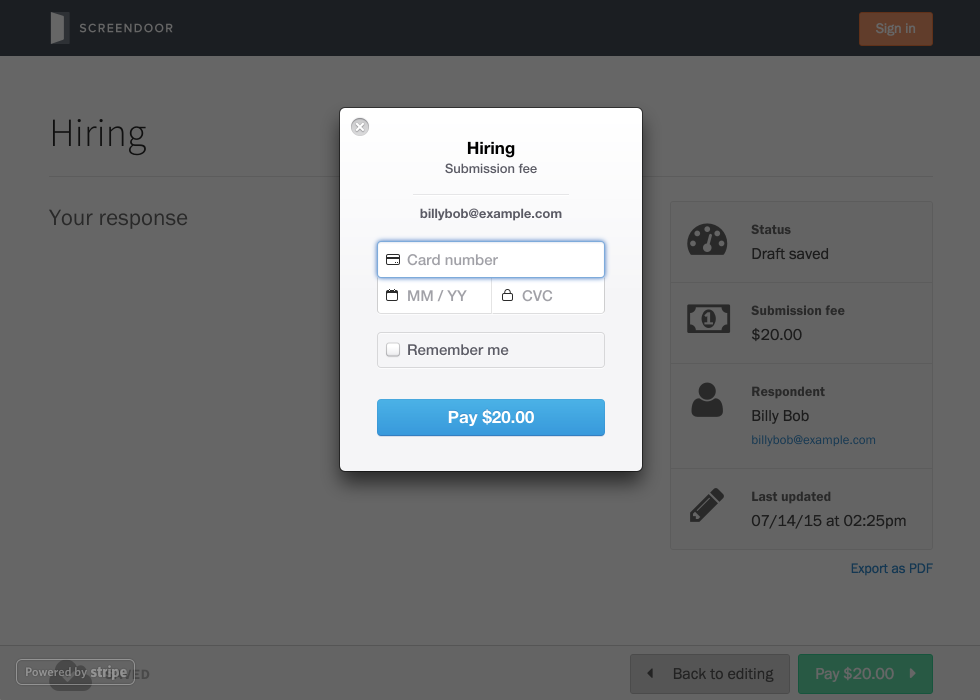 SCREENDOOR
Sign in
Hiring
Your response
Hiring
Submission fee
billybob@example.com
Card number
MM / YY
CVC
Remember me
Pay $20.00
Status
Draft saved
1
Submission fee
$20.00
Respondent
Billy Bob
billybob@example.com
Last updated
07/14/15 at 02:25pm
Export as PDF
Powered by stripe
Back to editing
Pay $20.00